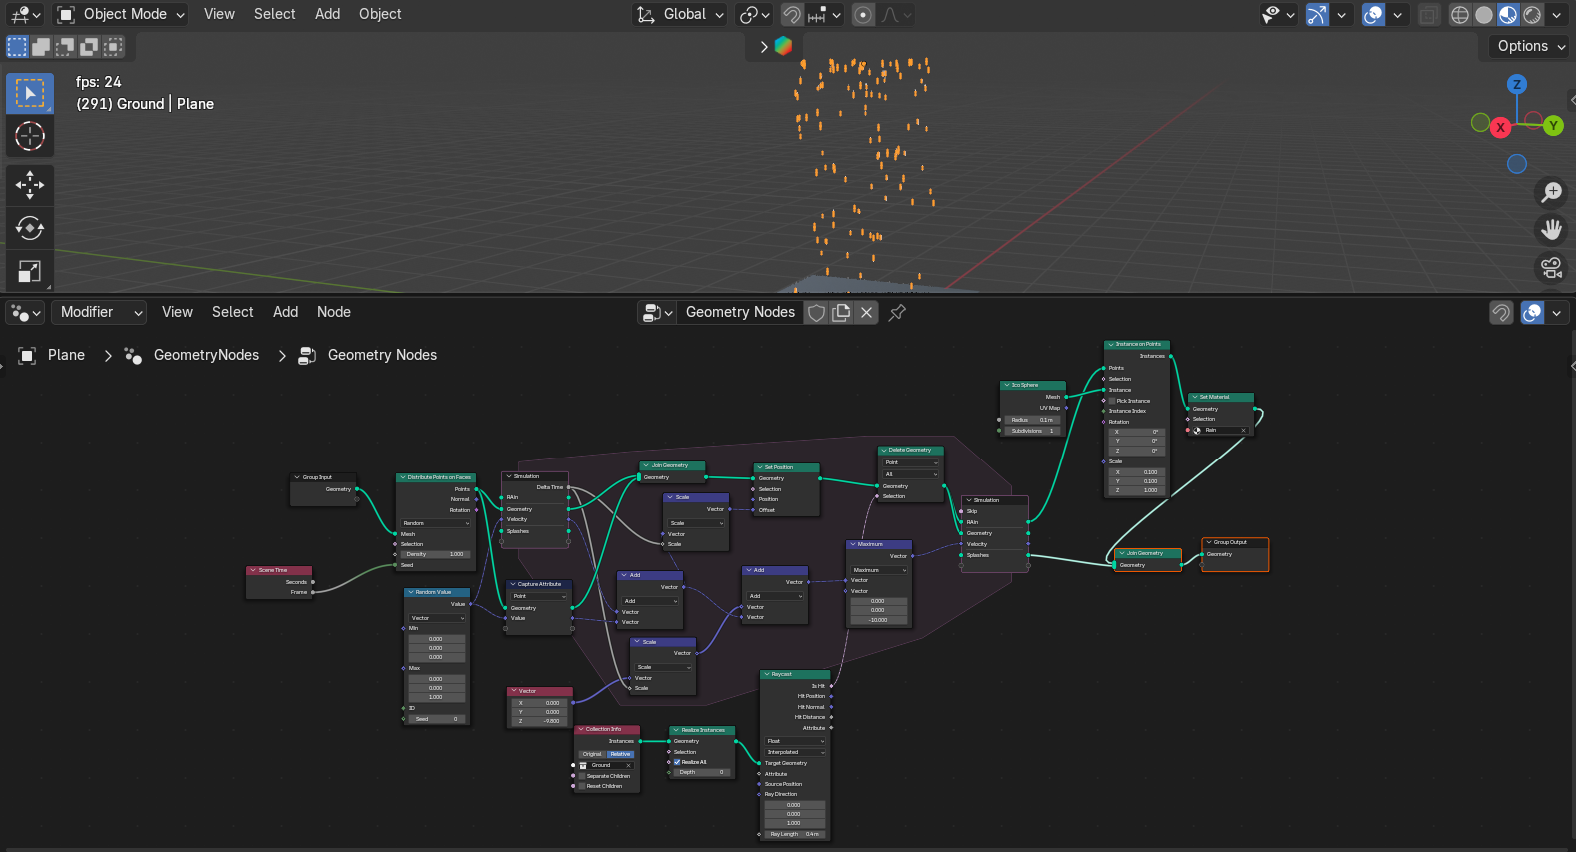 Object Mode View Select Add Object Global
Options
fps: 24
(291) Ground | Plane
Z
X
Y
Modifier View Select Add Node Geometry Nodes
Plane > GeometryNodes > Geometry Nodes
Group Input
Geometry
Scene Time
Seconds
Frame
Distribute Points on Faces
Points
Normal
Rotation
Random
Mesh
Selection
Density 1.000
Seed
Random Value
Value
Vector
Min
0.000
0.000
0.000
Max
0.000
0.000
1.000
ID
Seed 0
Simulation
Delta Time
RAin
Geometry
Velocity
Splashes
Capture Attribute
Point
Geometry
Value
Vector
X 0.000
Y 0.000
Z -9.800
Collection Info
Instances
Original Relative
Ground
Separate Children
Reset Children
Join Geometry
Geometry
Scale
Vector
Scale
Vector
Scale
Add
Vector
Add
Vector
Vector
Scale
Vector
Scale
Vector
Scale
Realize Instances
Geometry
Selection
Realize All
Depth 0
Set Position
Geometry
Selection
Position
Offset
Add
Vector
Add
Vector
Vector
Raycast
Is Hit
Hit Position
Hit Normal
Hit Distance
Attribute
Float
Interpolated
Target Geometry
Attribute
Source Position
Ray Direction
0.000
0.000
1.000
Ray Length 0.4 m
Delete Geometry
Point
All
Geometry
Selection
Maximum
Vector
Maximum
Vector
Vector
0.000
0.000
-10.000
Simulation
Skip
RAin
Geometry
Velocity
Splashes
Ico Sphere
Mesh
UV Map
Radius 0.1 m
Subdivisions 1
Instance on Points
Instances
Points
Selection
Instance
Pick Instance
Instance Index
Rotation
X 0°
Y 0°
Z 0°
Scale
X 0.100
Y 0.100
Z 1.000
Set Material
Geometry
Selection
Rain
Join Geometry
Geometry
Group Output
Geometry